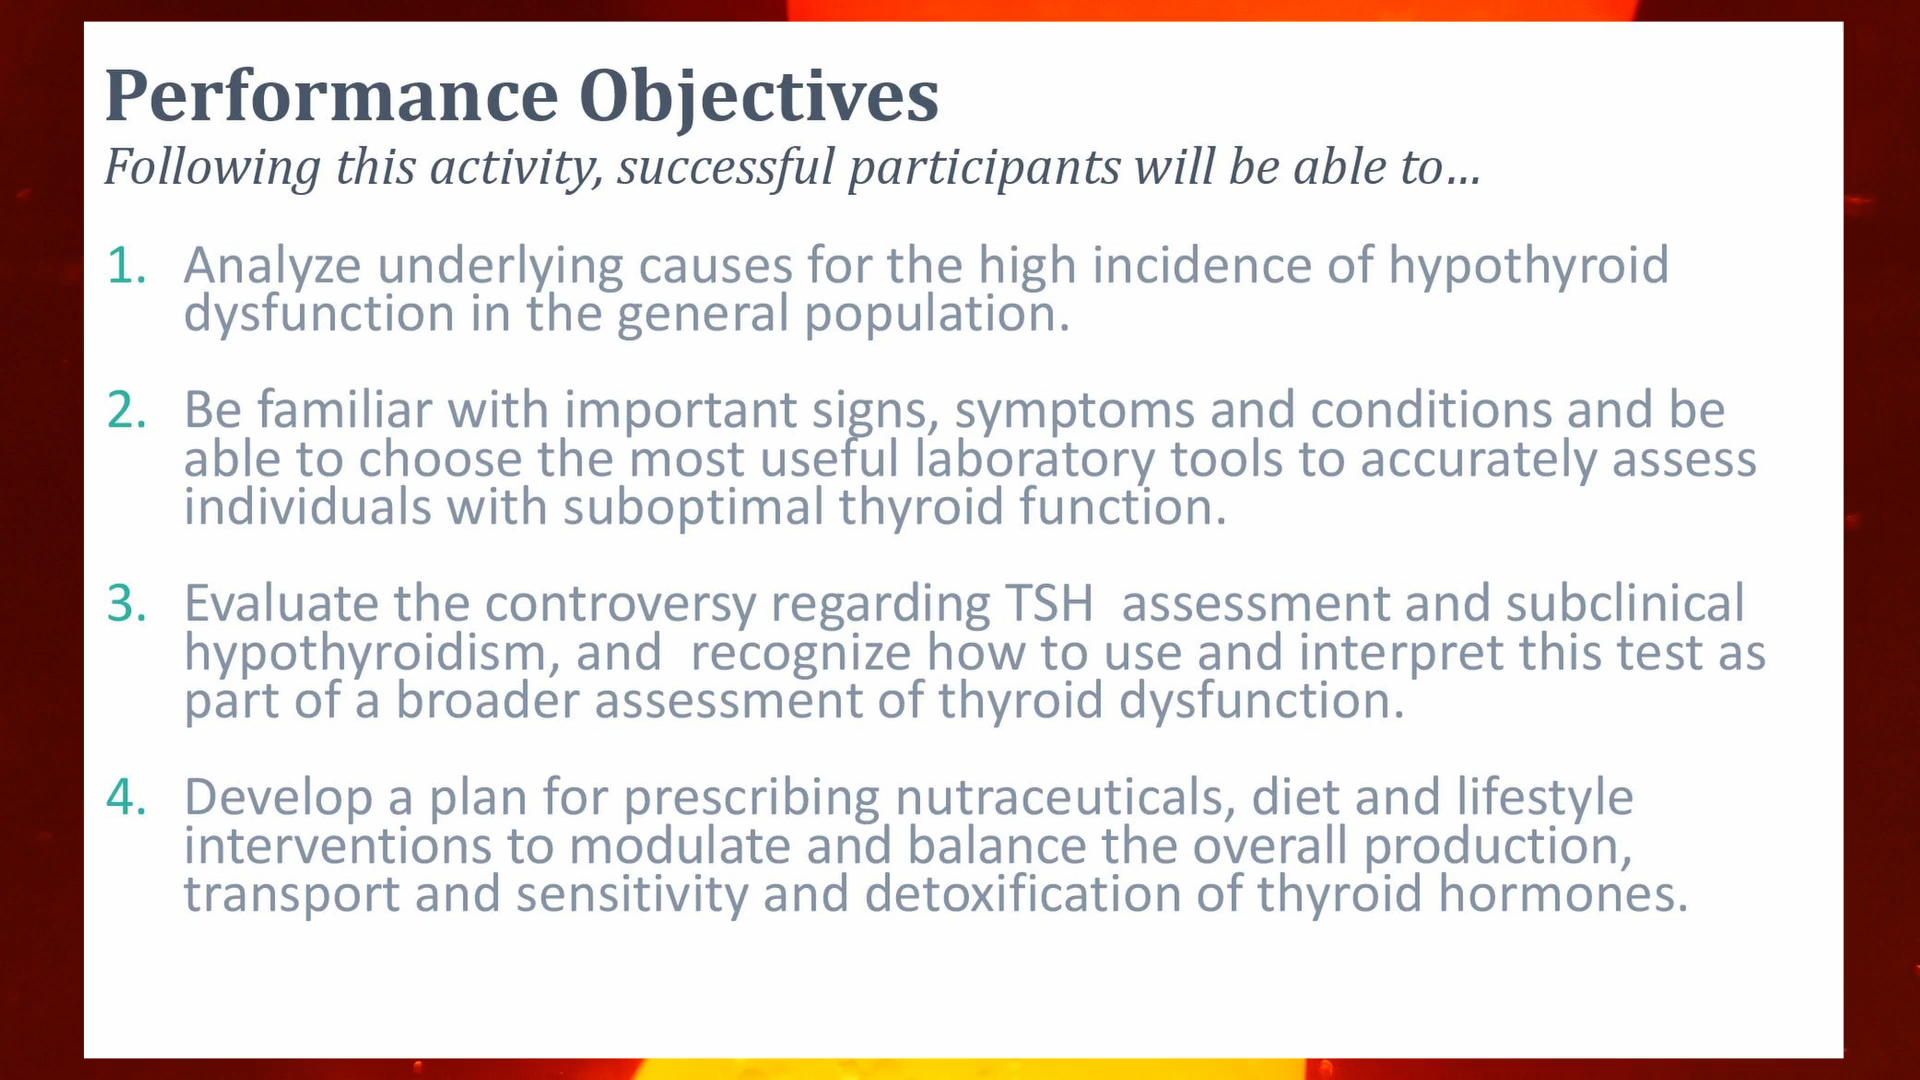 Performance Objectives
Following this activity, successful participants will be able to...
1. Analyze underlying causes for the high incidence of hypothyroid
dysfunction in the general population.
2. Be familiar with important signs, symptoms and conditions and be
able to choose the most useful laboratory tools to accurately assess
individuals with suboptimal thyroid function.
3. Evaluate the controversy regarding TSH  assessment and subclinical
hypothyroidism, and  recognize how to use and interpret this test as
part of a broader assessment of thyroid dysfunction.
4. Develop a plan for prescribing nutraceuticals, diet and lifestyle
interventions to modulate and balance the overall production,
transport and sensitivity and detoxification of thyroid hormones.